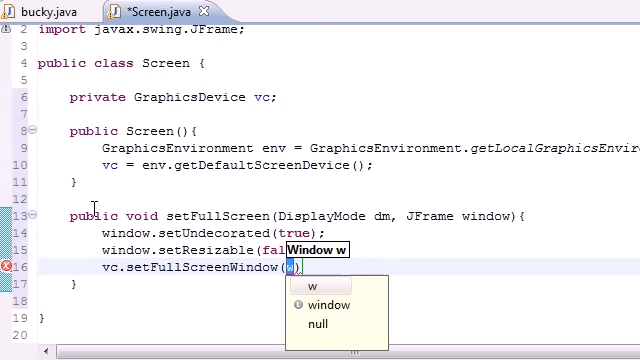 bucky.java *Screen.java
2 import javax.swing.JFrame;
3
4 public class Screen {
5
6 private GraphicsDevice vc;
7
8 public Screen(){
9 GraphicsEnvironment env = GraphicsEnvironment.getLocalGraphicsEnviro
10 vc = env.getDefaultScreenDevice();
11 }
12
13 public void setFullScreen(DisplayMode dm, JFrame window){
14 window.setUndecorated(true);
15 window.setResizable(fal
Window w
16 vc.setFullScreenWindow(w)
w
17 }
window
18
null
19 }
20